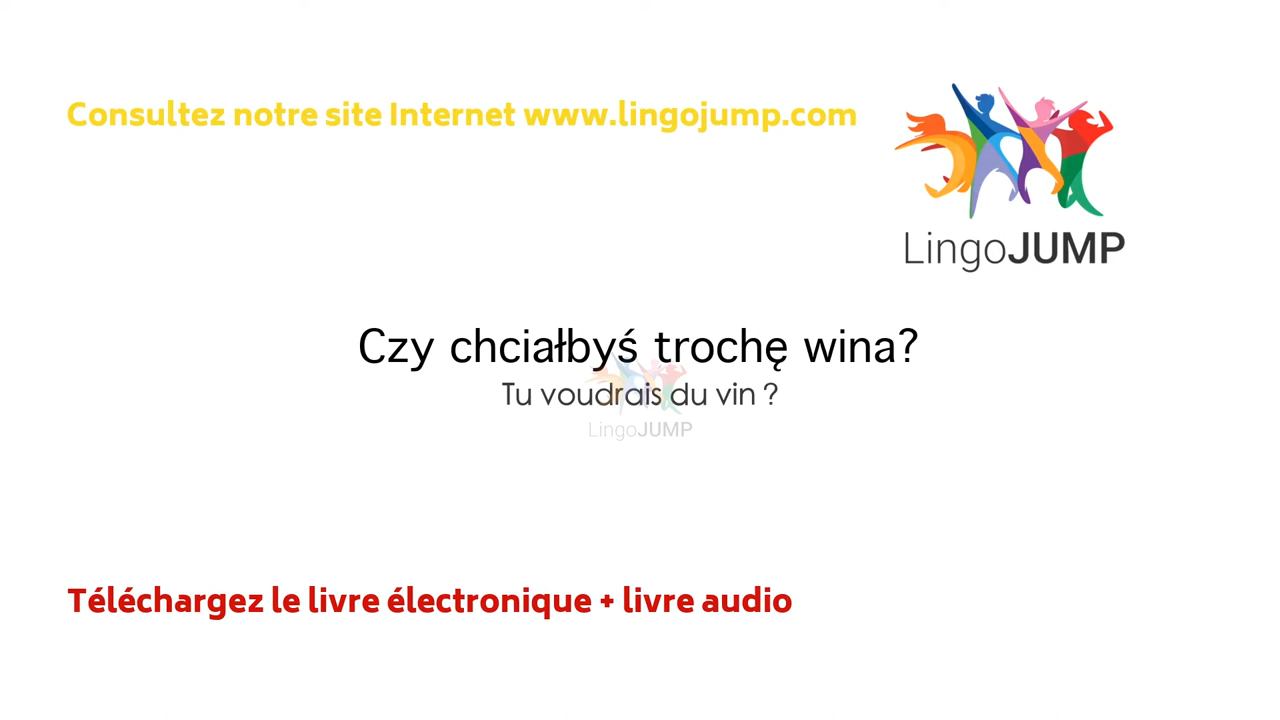 Consultez notre site Internet www.lingojump.com
LingoJUMP
Czy chciałbyś trochę wina?
Tu voudrais du vin ?
LingoJUMP
Téléchargez le livre électronique + livre audio